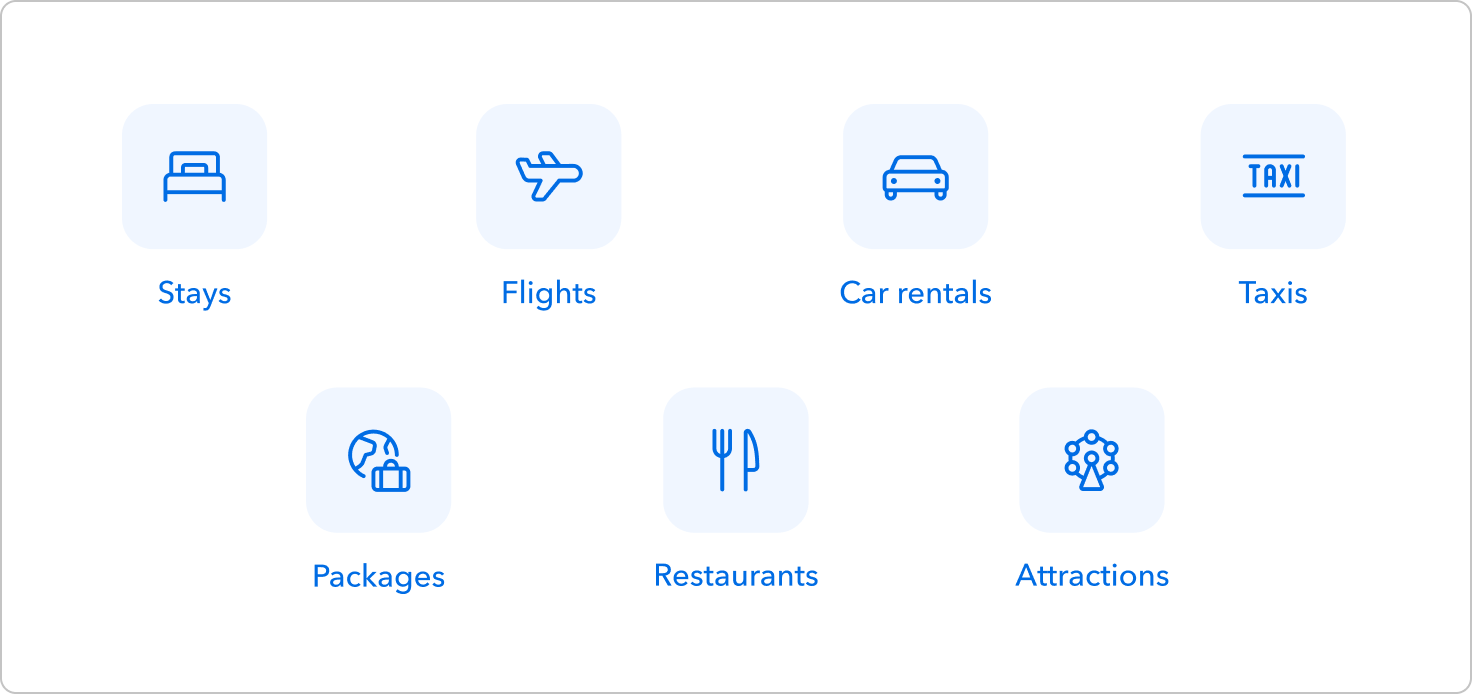 TAXI
Stays
Flights
Car rentals
Taxis
Packages
Restaurants
Attractions